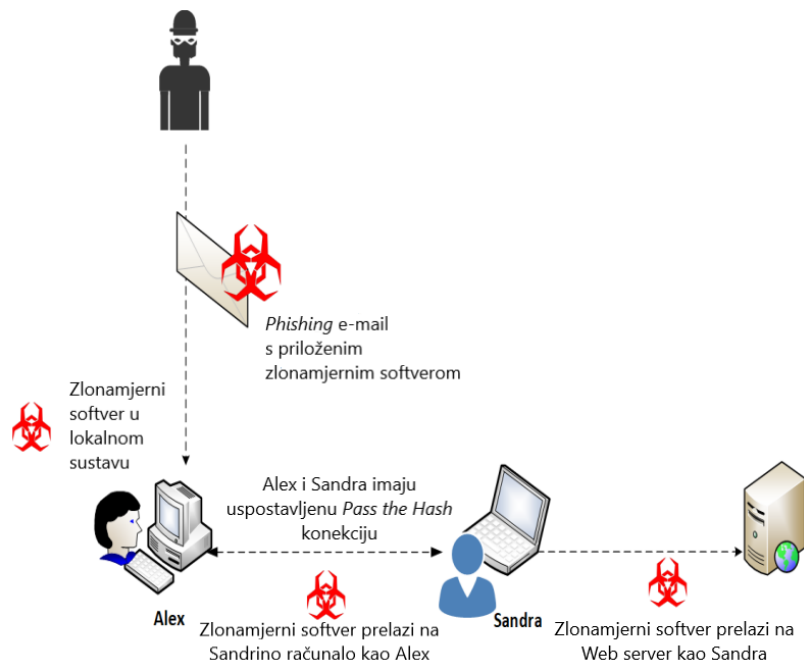 Phishing e-mail
s priloženim
zlonamjernim softverom
Zlonamjerni
softver u
lokalnom
sustavu
Alex i Sandra imaju
uspostavljenu Pass the Hash
konekciju
Alex
Sandra
Zlonamjerni softver prelazi na
Sandrino računalo kao Alex
Zlonamjerni softver prelazi na
Web server kao Sandra